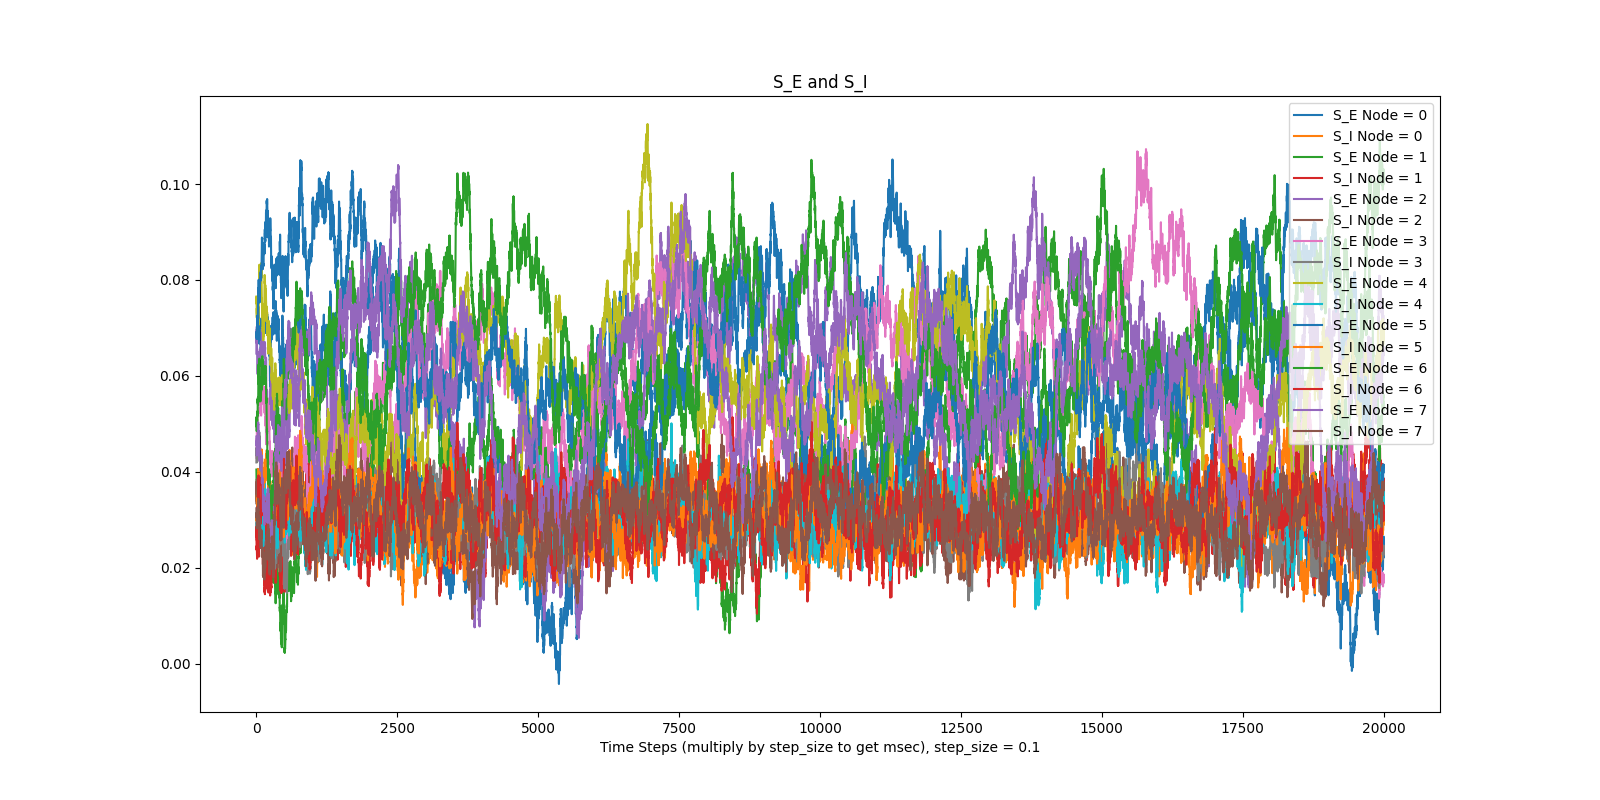 S_E and S_I
S_E Node = 0
S_I Node = 0
S_E Node = 1
S_I Node = 1
S_E Node = 2
S_I Node = 2
S_E Node = 3
S_I Node = 3
S_E Node = 4
S_I Node = 4
S_E Node = 5
S_I Node = 5
S_E Node = 6
S_I Node = 6
S_E Node = 7
S_I Node = 7
0.10
0.08
0.06
0.04
0.02
0.00
0 2500 5000 7500 10000 12500 15000 17500 20000
Time Steps (multiply by step_size to get msec), step_size = 0.1